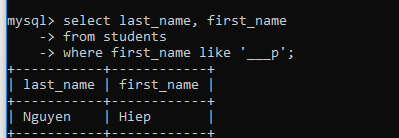 mysql> select last_name, first_name
    -> from students
    -> where first_name like '___p';
+-----------+------------+
| last_name | first_name |
+-----------+------------+
| Nguyen    | Hiep       |
+-----------+------------+